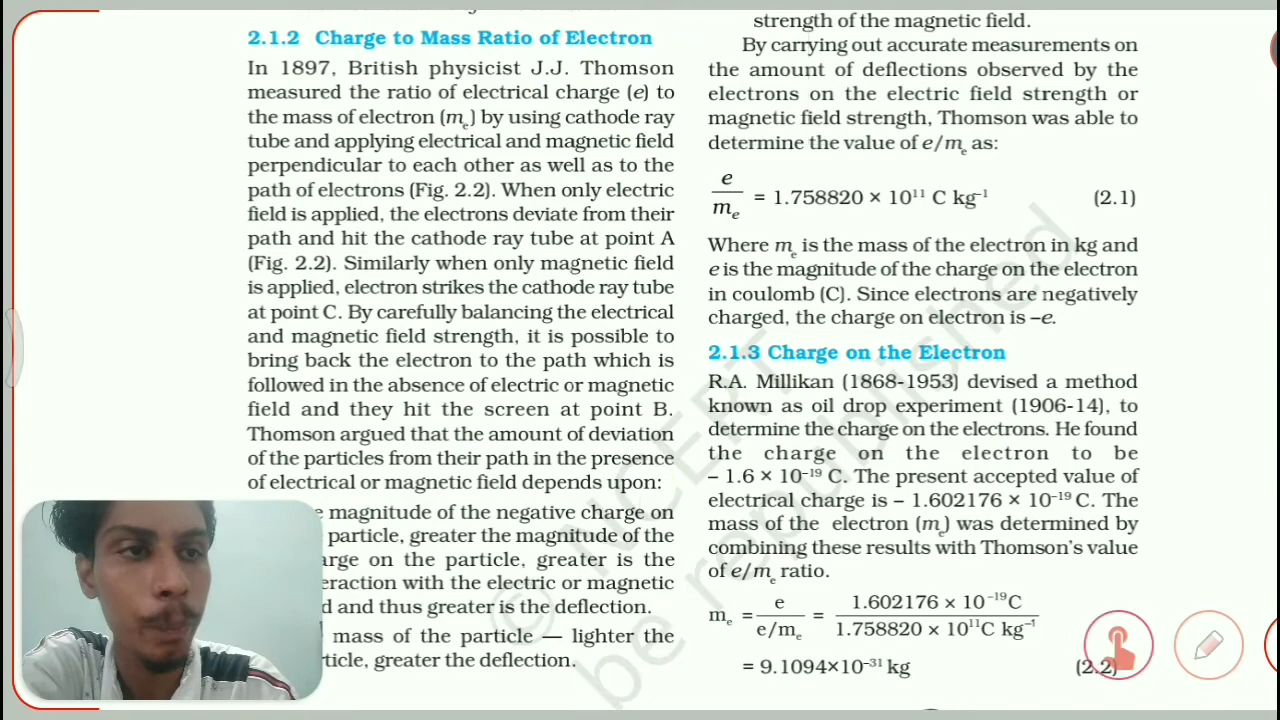 2.1.2 Charge to Mass Ratio of Electron
In 1897, British physicist J.J. Thomson
measured the ratio of electrical charge (e) to
the mass of electron (mₑ) by using cathode ray
tube and applying electrical and magnetic field
perpendicular to each other as well as to the
path of electrons (Fig. 2.2). When only electric
field is applied, the electrons deviate from their
path and hit the cathode ray tube at point A
(Fig. 2.2). Similarly when only magnetic field
is applied, electron strikes the cathode ray tube
at point C. By carefully balancing the electrical
and magnetic field strength, it is possible to
bring back the electron to the path which is
followed in the absence of electric or magnetic
field and they hit the screen at point B.
Thomson argued that the amount of deviation
of the particles from their path in the presence
of electrical or magnetic field depends upon:
magnitude of the negative charge on
particle, greater the magnitude of the
on the particle, greater is the
with the electric or magnetic
and thus greater is the deflection.
mass of the particle — lighter the
greater the deflection.
strength of the magnetic field.
By carrying out accurate measurements on
the amount of deflections observed by the
electrons on the electric field strength or
magnetic field strength, Thomson was able to
determine the value of e/mₑ as:
e/mₑ = 1.758820 × 10¹¹ C kg⁻¹ (2.1)
Where mₑ is the mass of the electron in kg and
e is the magnitude of the charge on the electron
in coulomb (C). Since electrons are negatively
charged, the charge on electron is –e.
2.1.3 Charge on the Electron
R.A. Millikan (1868-1953) devised a method
known as oil drop experiment (1906-14), to
determine the charge on the electrons. He found
the charge on the electron to be
– 1.6 × 10⁻¹⁹ C. The present accepted value of
electrical charge is – 1.602176 × 10⁻¹⁹ C. The
mass of the electron (mₑ) was determined by
combining these results with Thomson's value
of e/mₑ ratio.
mₑ = e / e/mₑ = 1.602176 × 10⁻¹⁹C / 1.758820 × 10¹¹C kg⁻¹
= 9.1094×10⁻³¹ kg (2.2)
© NCERT
be republished